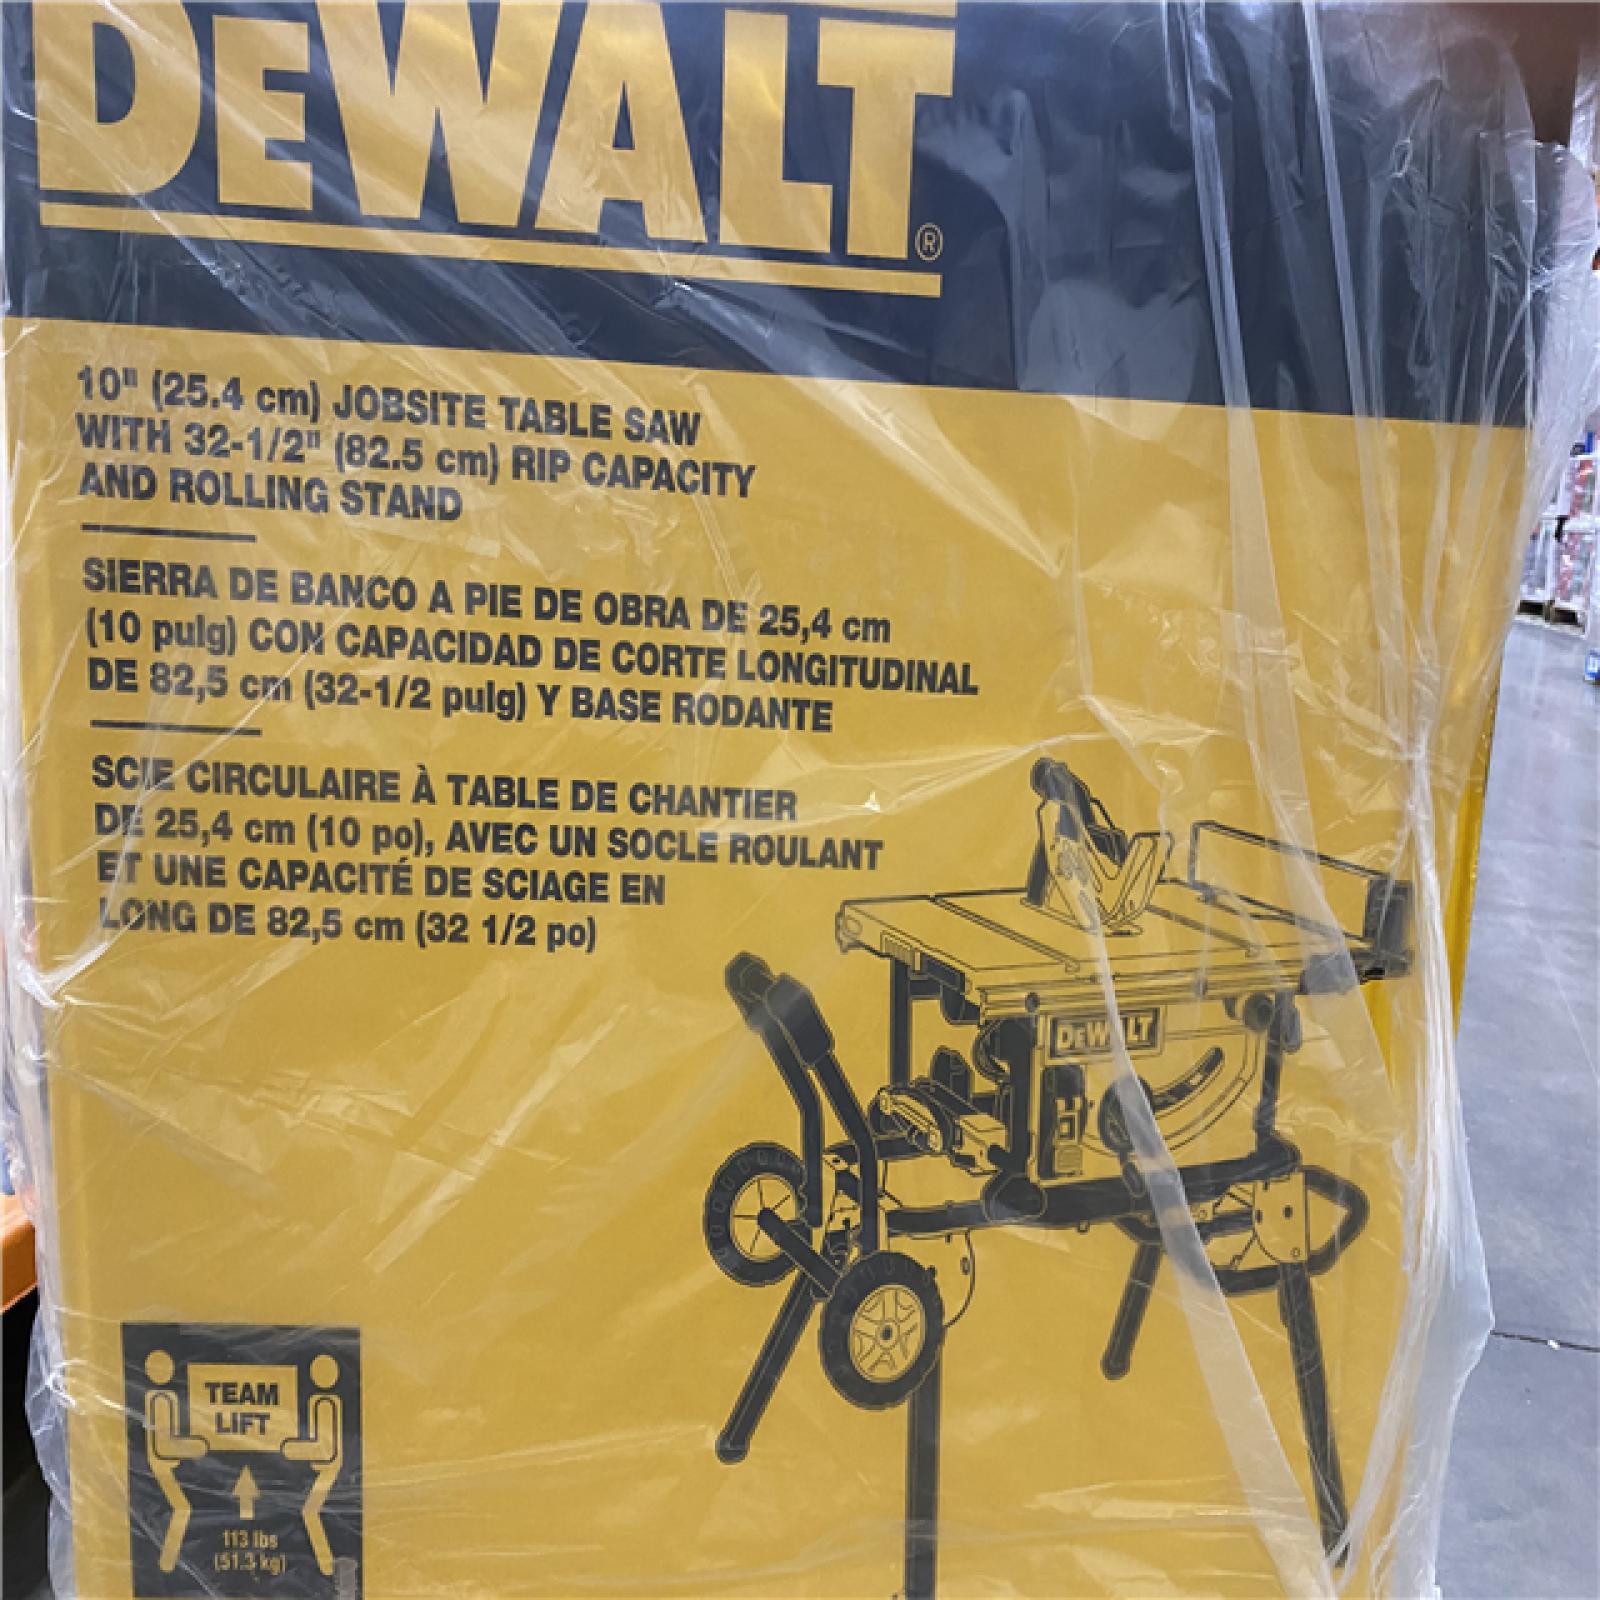 DEWALT®
10" (25.4 cm) JOBSITE TABLE SAW
WITH 32-1/2" (82.5 cm) RIP CAPACITY
AND ROLLING STAND
SIERRA DE BANCO A PIE DE OBRA DE 25,4 cm
(10 pulg) CON CAPACIDAD DE CORTE LONGITUDINAL
DE 82,5 cm (32-1/2 pulg) Y BASE RODANTE
SCIE CIRCULAIRE À TABLE DE CHANTIER
DE 25,4 cm (10 po), AVEC UN SOCLE ROULANT
ET UNE CAPACITÉ DE SCIAGE EN
LONG DE 82,5 cm (32 1/2 po)
DEWALT
TEAM
LIFT
113 lbs
(51.3 kg)